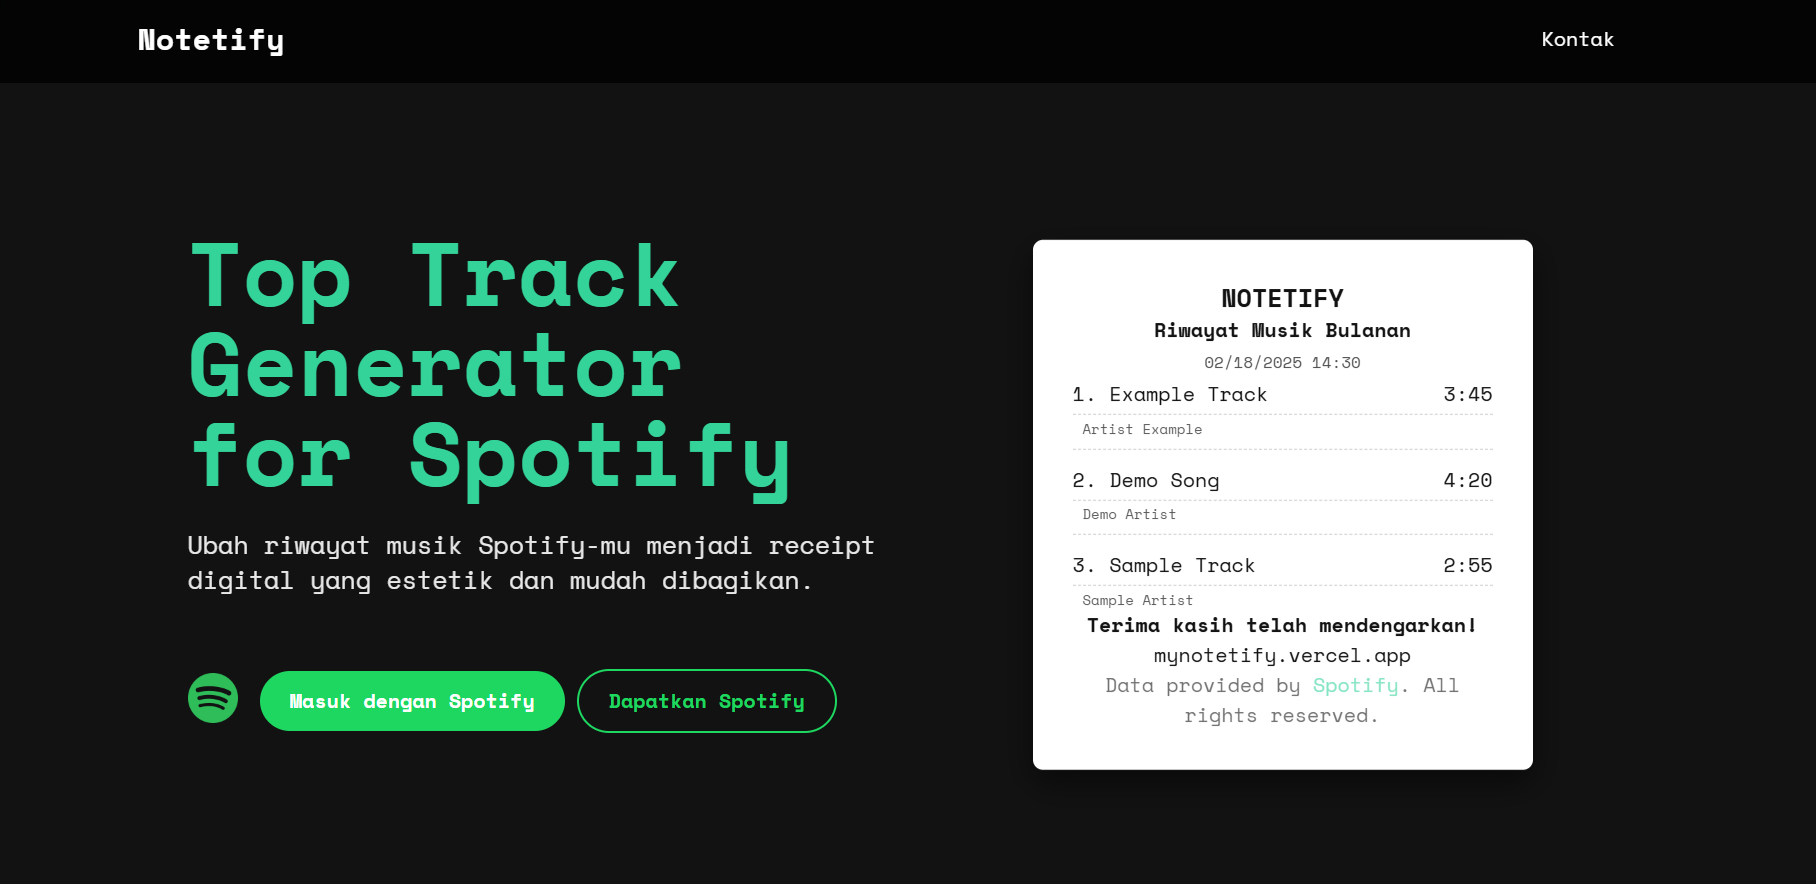 Notetify
Kontak
Top Track
Generator
for Spotify
Ubah riwayat musik Spotify-mu menjadi receipt
digital yang estetik dan mudah dibagikan.
Masuk dengan Spotify
Dapatkan Spotify
NOTETIFY
Riwayat Musik Bulanan
02/18/2025 14:30
1. Example Track 3:45
Artist Example
2. Demo Song 4:20
Demo Artist
3. Sample Track 2:55
Sample Artist
Terima kasih telah mendengarkan!
mynotetify.vercel.app
Data provided by Spotify. All
rights reserved.